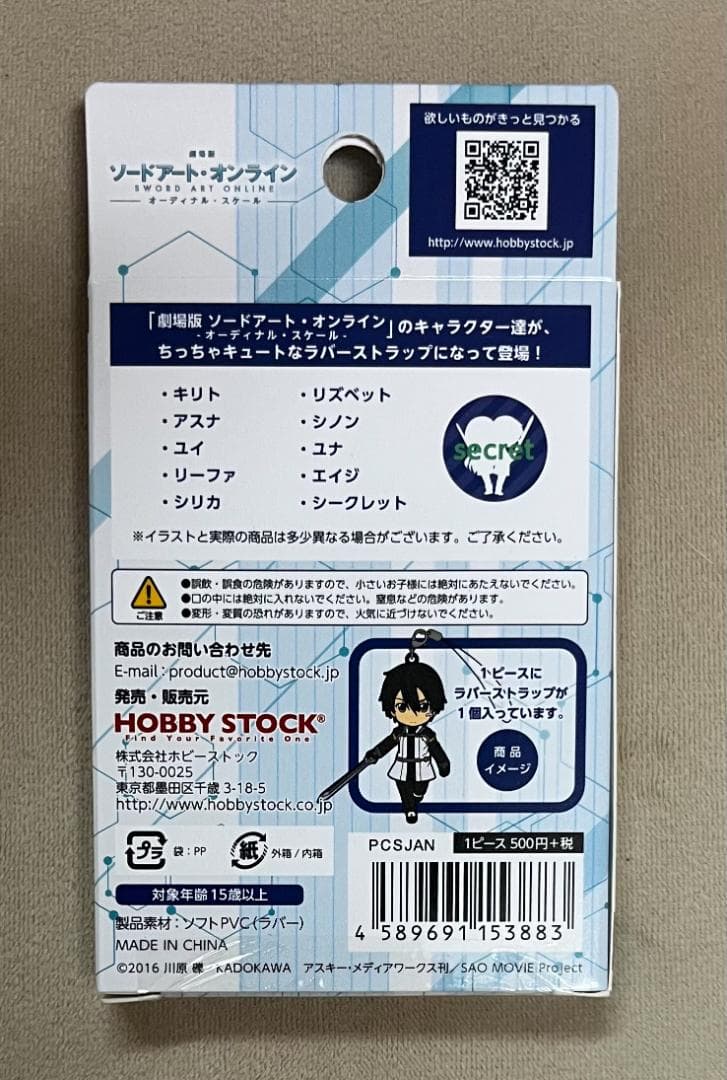 劇場版
ソードアート・オンライン
SWORD ART ONLINE
オーディナル・スケール
欲しいものがきっと見つかる
http://www.hobbystock.jp
「劇場版 ソードアート・オンライン」のキャラクター達が、
-オーディナル・スケール-
ちっちゃキュートなラバーストラップになって登場！
・キリト
・アスナ
・ユイ
・リーファ
・シリカ
・リズベット
・シノン
・ユナ
・エイジ
・シークレット
secret
※イラストと実際の商品は多少異なる場合がございます。ご了承ください。
ご注意
●誤飲・誤食の危険がありますので、小さいお子様には絶対にあたえないでください。
●口の中には絶対に入れないでください。窒息などの危険があります。
●変形・変質の恐れがありますので、火気に近づけないでください。
商品のお問い合わせ先
E-mail：product@hobbystock.jp
発売・販売元
HOBBY STOCK®
Find Your Favorite One
株式会社ホビーストック
〒130-0025
東京都墨田区千歳 3-18-5
http://www.hobbystock.co.jp
1ピースに
ラバーストラップが
1個入っています。
商品
イメージ
プラ
袋：PP
紙
外箱 / 内箱
対象年齢 15歳以上
製品素材：ソフトPVC（ラバー）
MADE IN CHINA
PCSJAN
1ピース 500円+税
4 589691 153883
©2016 川原 礫 KADOKAWA アスキー・メディアワークス刊／SAO MOVIE Project